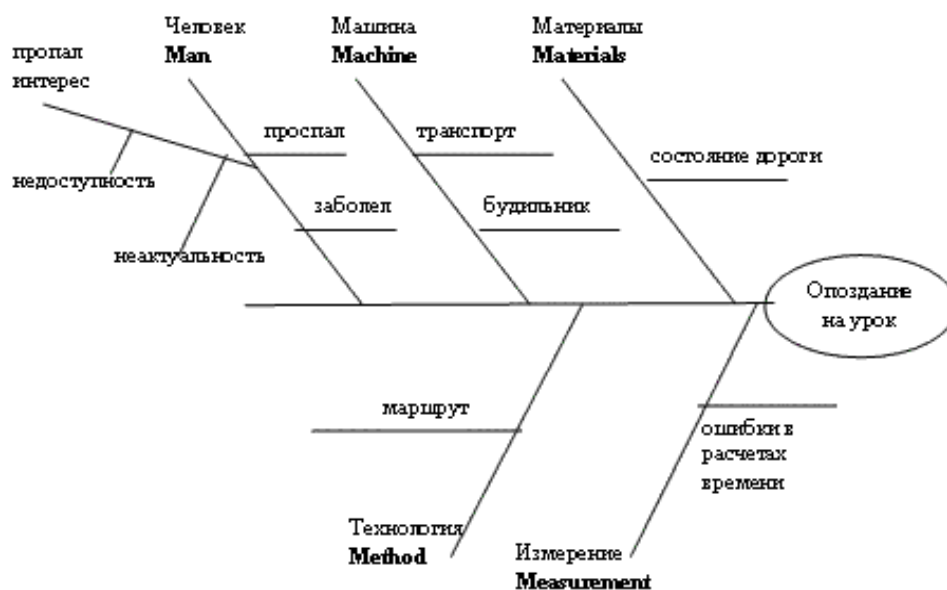 Человек
Man
Машина
Machine
Материалы
Materials
пропал
интерес
проспал
транспорт
состояние дороги
недоступность
заболел
будильник
неактуальность
Опоздание
на урок
маршрут
ошибки в
расчетах
времени
Технология
Method
Измерение
Measurement